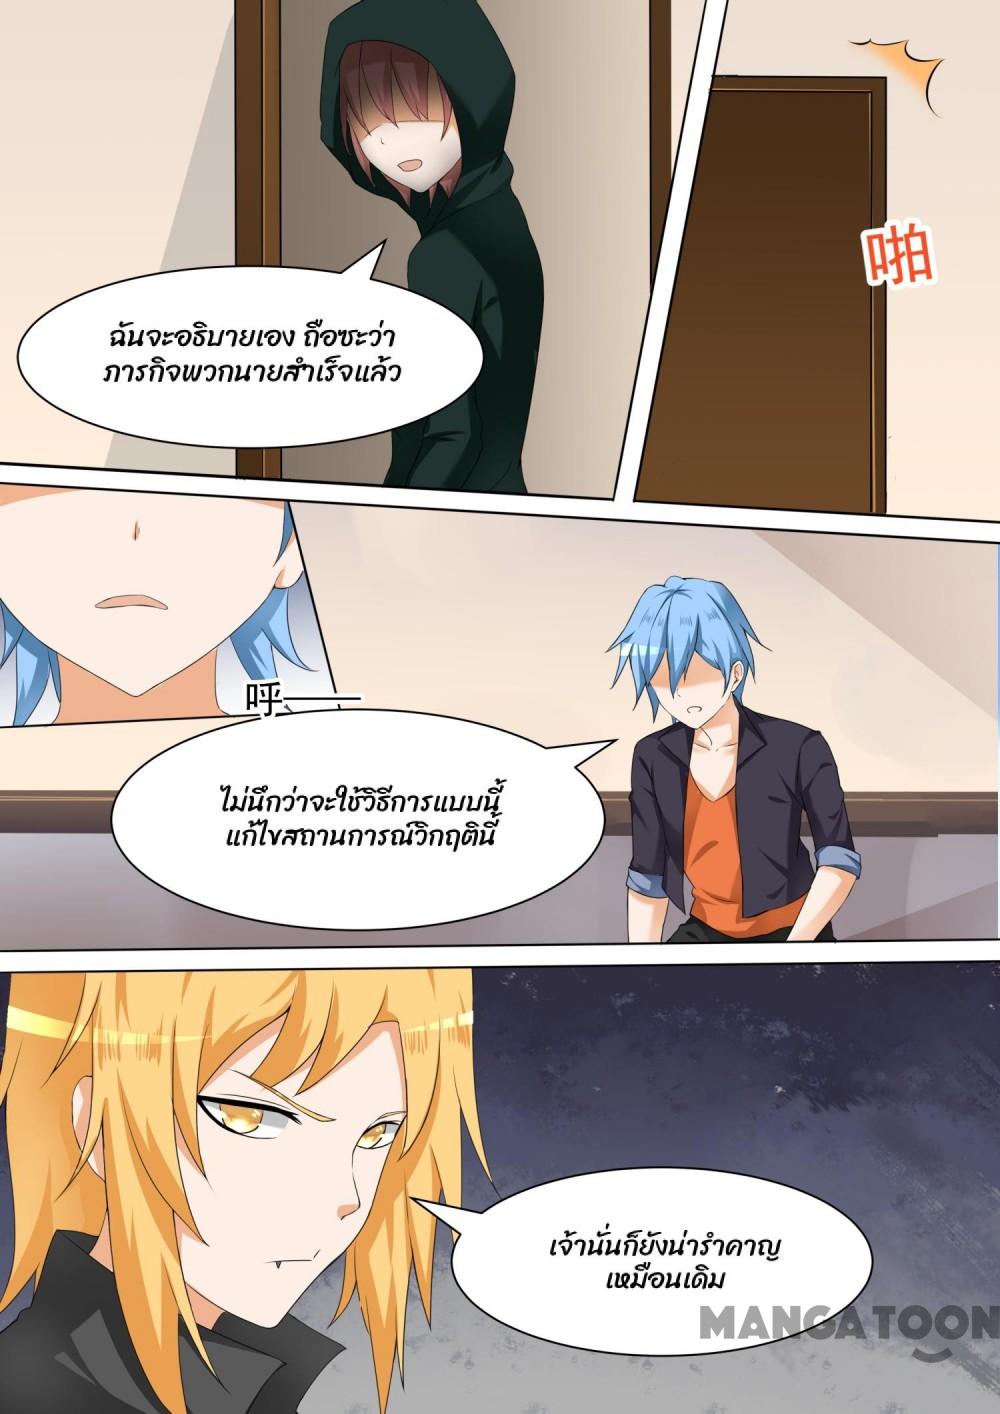 啪
ฉันจะอธิบายเอง ถือซะว่า
ภารกิจพวกนายสำเร็จแล้ว
呼——
ไม่นึกว่าจะใช้วิธีการแบบนี้
แก้ไขสถานการณ์วิกฤตินี้
เจ้านั่นก็ยังน่ารำคาญ
เหมือนเดิม
MANGATOON